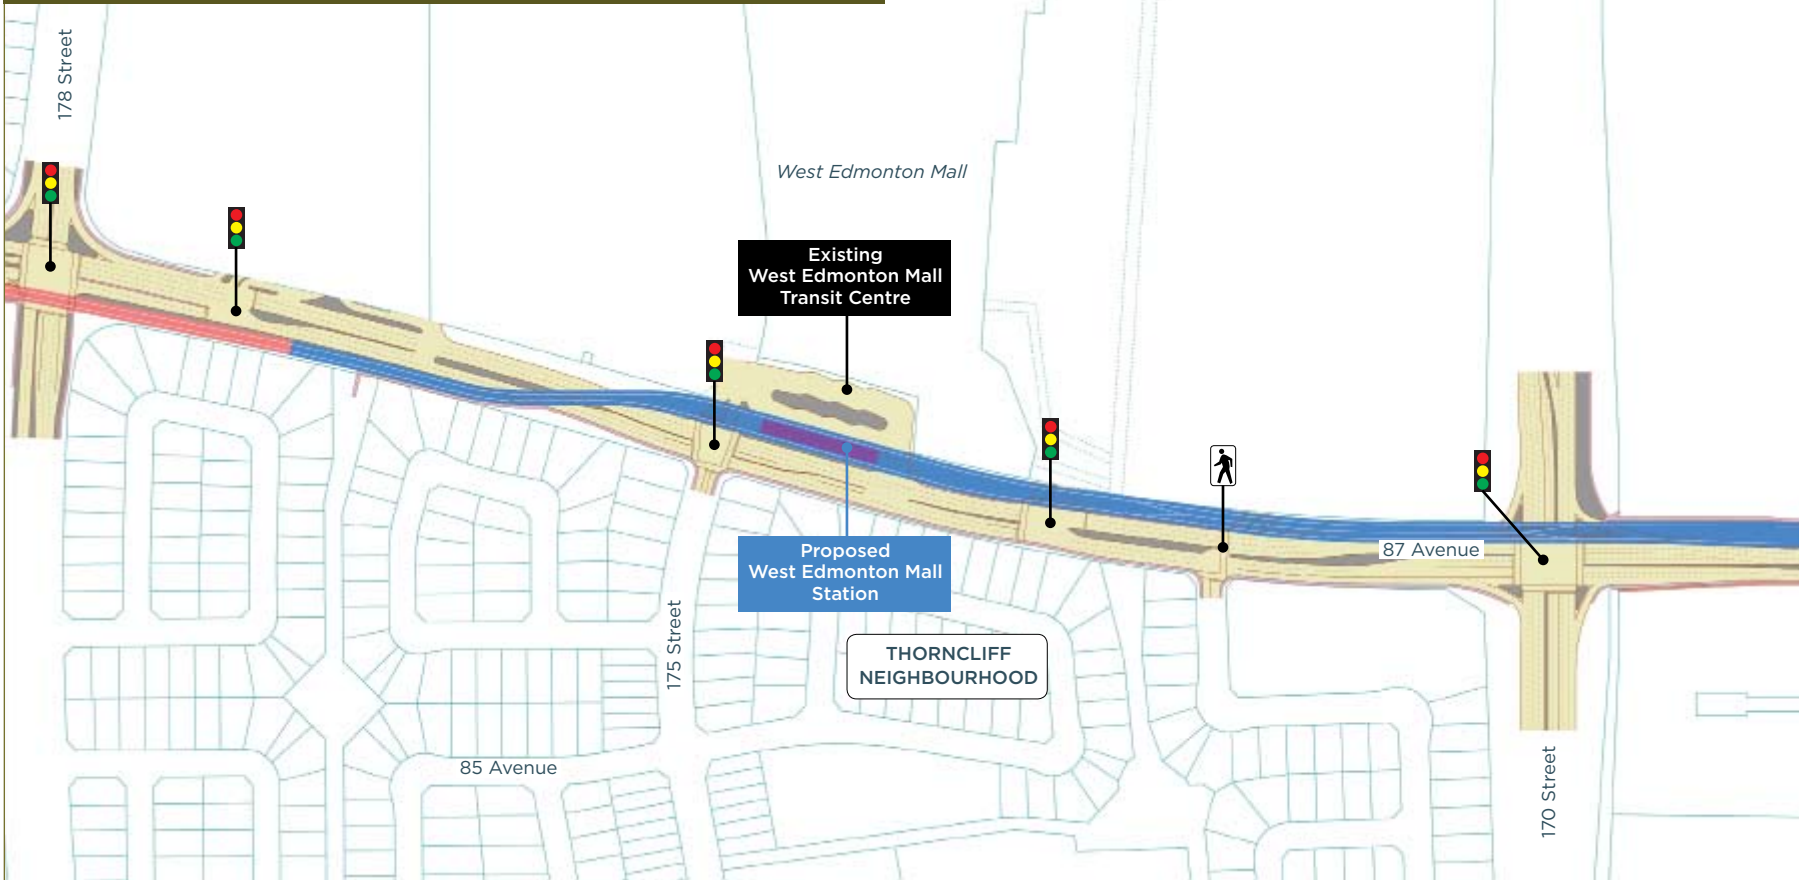 178 Street
West Edmonton Mall
Existing
West Edmonton Mall
Transit Centre
87 Avenue
Proposed
West Edmonton Mall
Station
175 Street
THORNCLIFF
NEIGHBOURHOOD
85 Avenue
170 Street